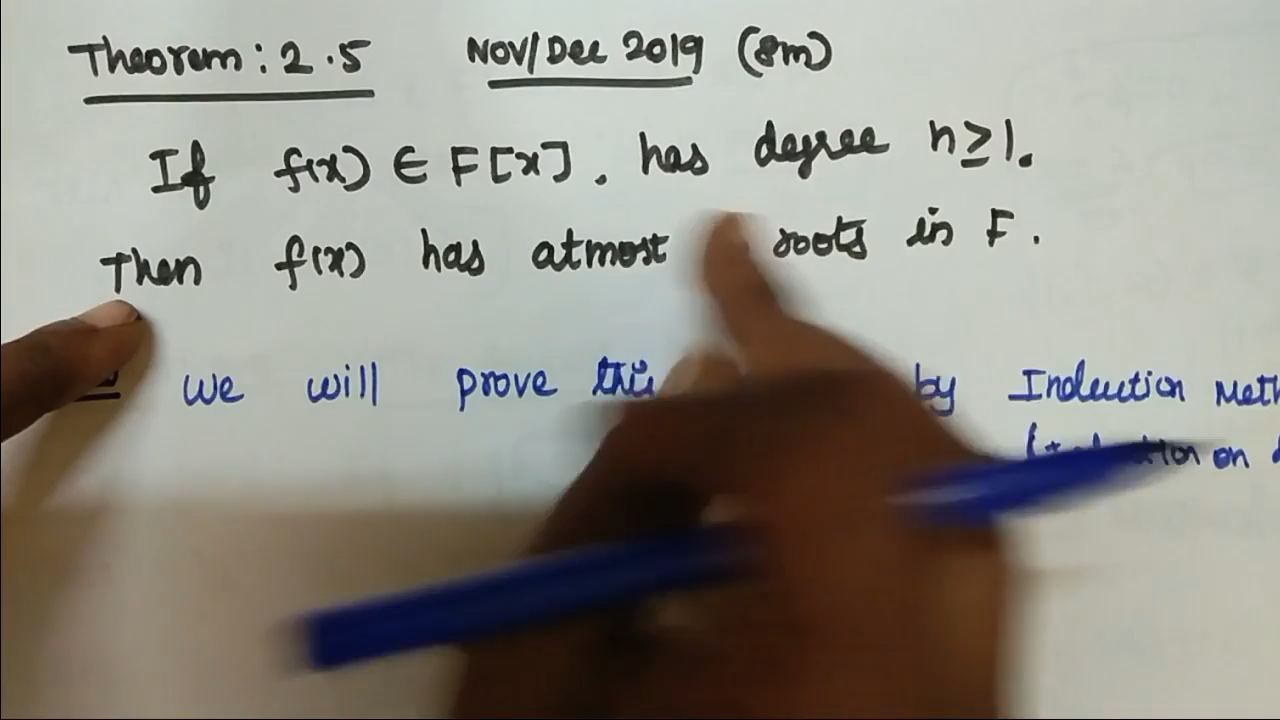 Theorem: 2.5 NOV/Dec 2019 (8m)
If f(x) ∈ F[x], has degree n≥1.
Then f(x) has atmost roots in F.
we will prove by Induction
on